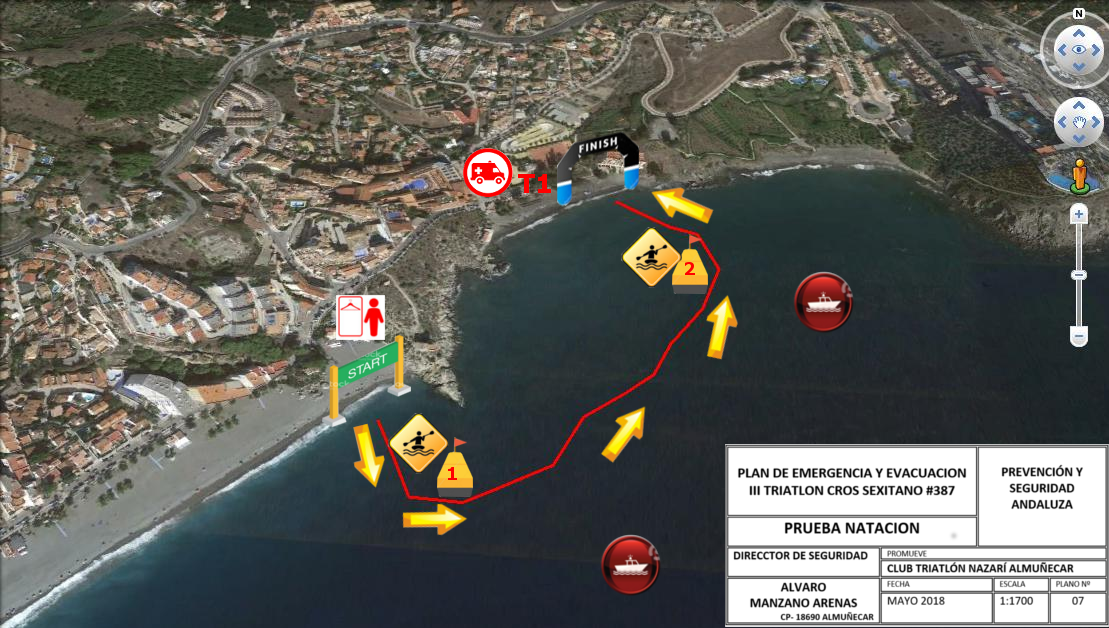 N
FINISH
T1
2
START
1
PLAN DE EMERGENCIA Y EVACUACION
III TRIATLON CROS SEXITANO #387
PREVENCIÓN Y
SEGURIDAD
ANDALUZA
PRUEBA NATACION
DIRECCTOR DE SEGURIDAD
PROMUEVE
CLUB TRIATLÓN NAZARÍ ALMUÑECAR
ALVARO
MANZANO ARENAS
CP- 18690 ALMUÑECAR
FECHA
ESCALA
PLANO Nº
MAYO 2018
1:1700
07